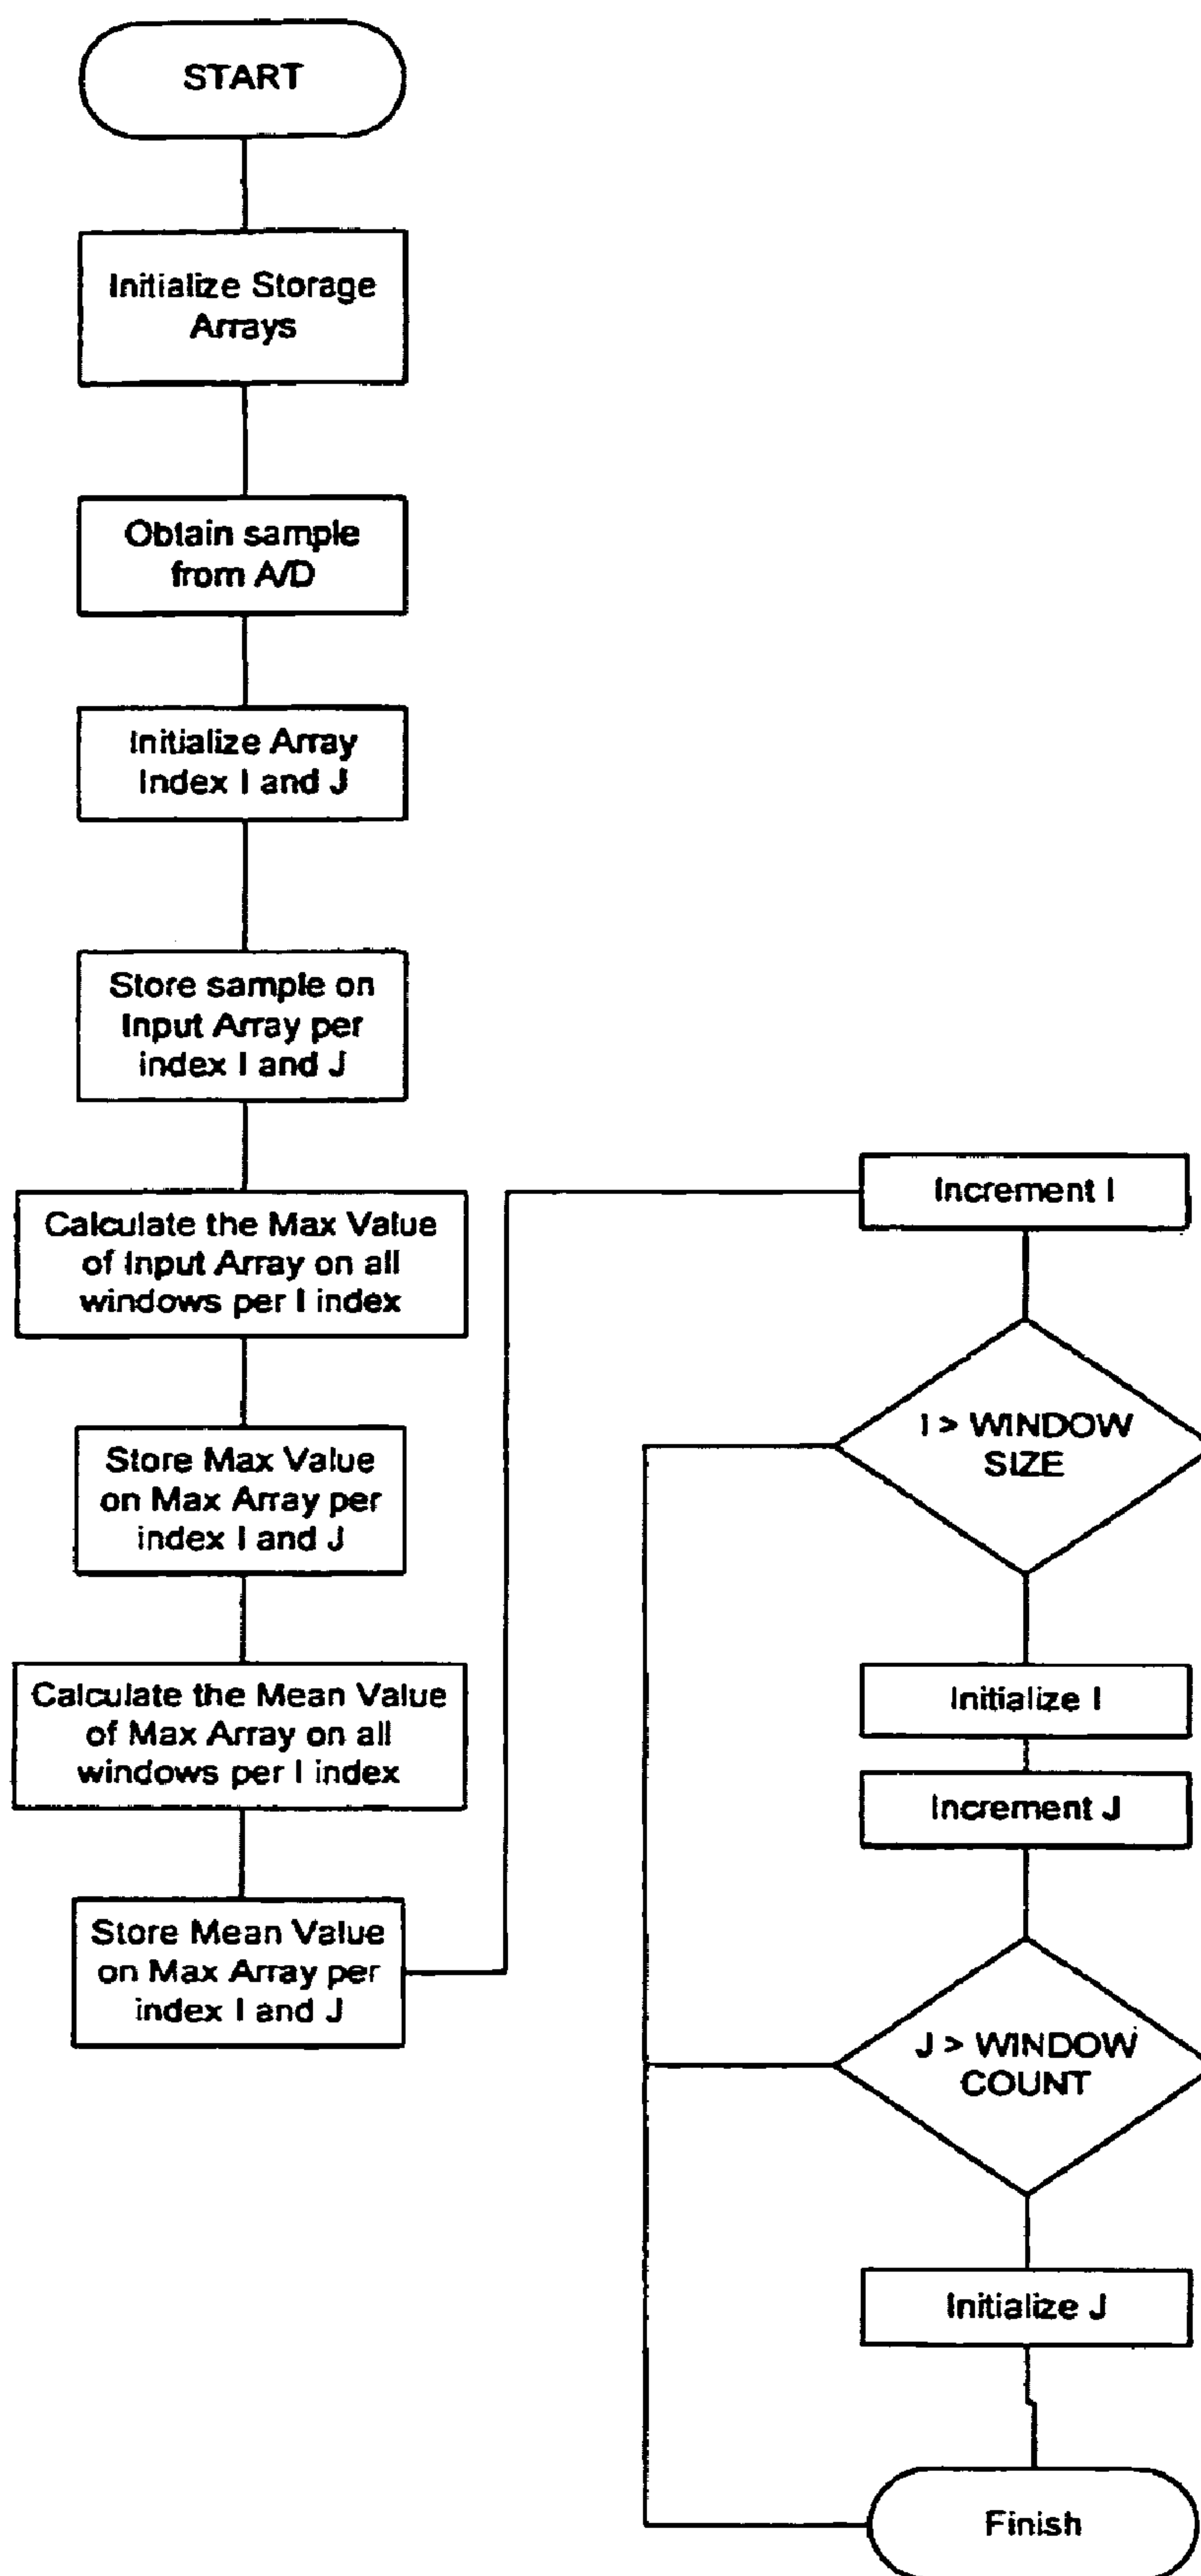 START
Initialize Storage
Arrays
Obtain sample
from A/D
Initialize Array
Index I and J
Store sample on
Input Array per
index I and J
Calculate the Max Value
of Input Array on all
windows per I index
Store Max Value
on Max Array per
index I and J
Calculate the Mean Value
of Max Array on all
windows per I index
Store Mean Value
on Max Array per
index I and J
Increment I
I > WINDOW
SIZE
Initialize I
Increment J
J > WINDOW
COUNT
Initialize J
Finish